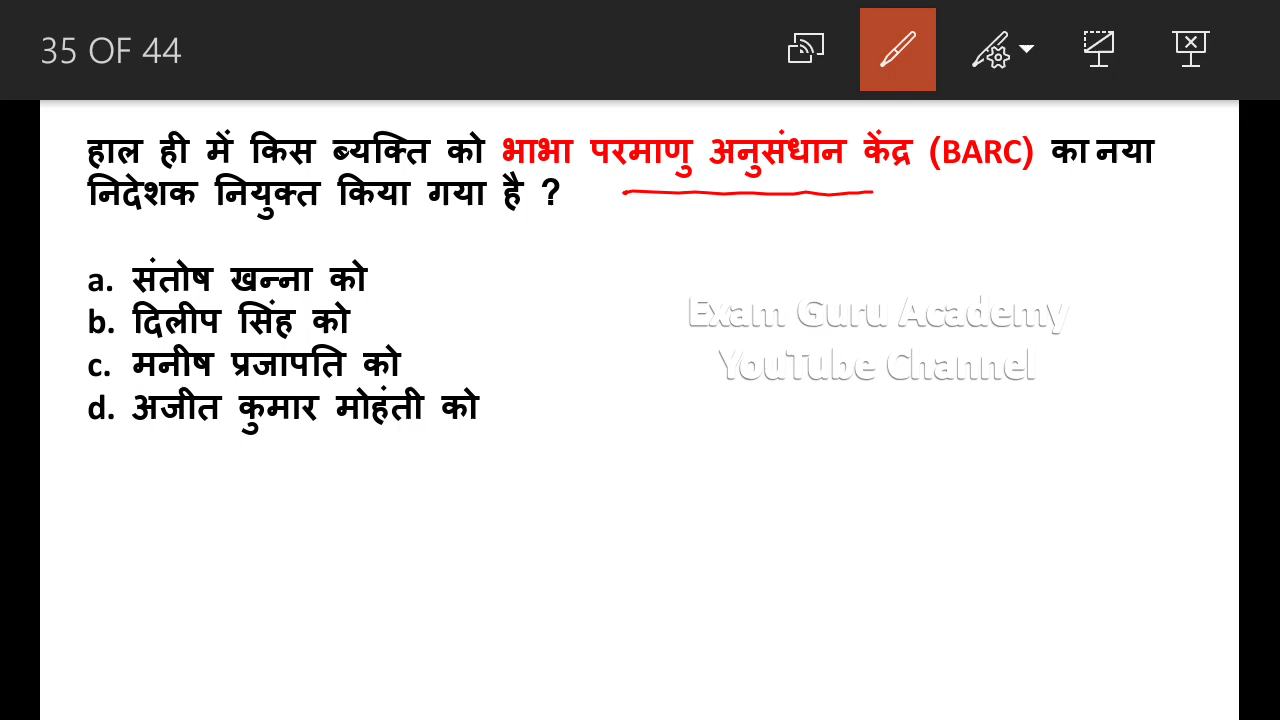 35 OF 44
हाल ही में किस ब्यक्ति को भाभा परमाणु अनुसंधान केंद्र (BARC) का नया
निदेशक नियुक्त किया गया है ?
a. संतोष खन्ना को
b. दिलीप सिंह को
c. मनीष प्रजापति को
d. अजीत कुमार मोहंती को
Exam Guru Academy
YouTube Channel